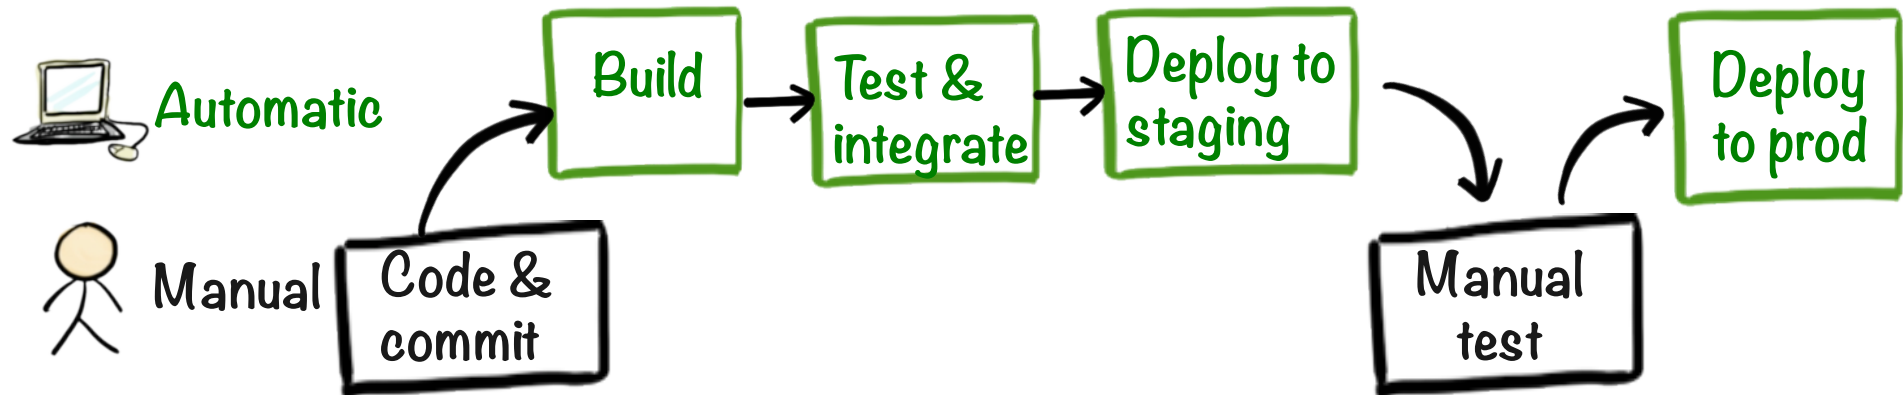 Automatic
Build
Test &
integrate
Deploy to
staging
Deploy
to prod
Manual
Code &
commit
Manual
test